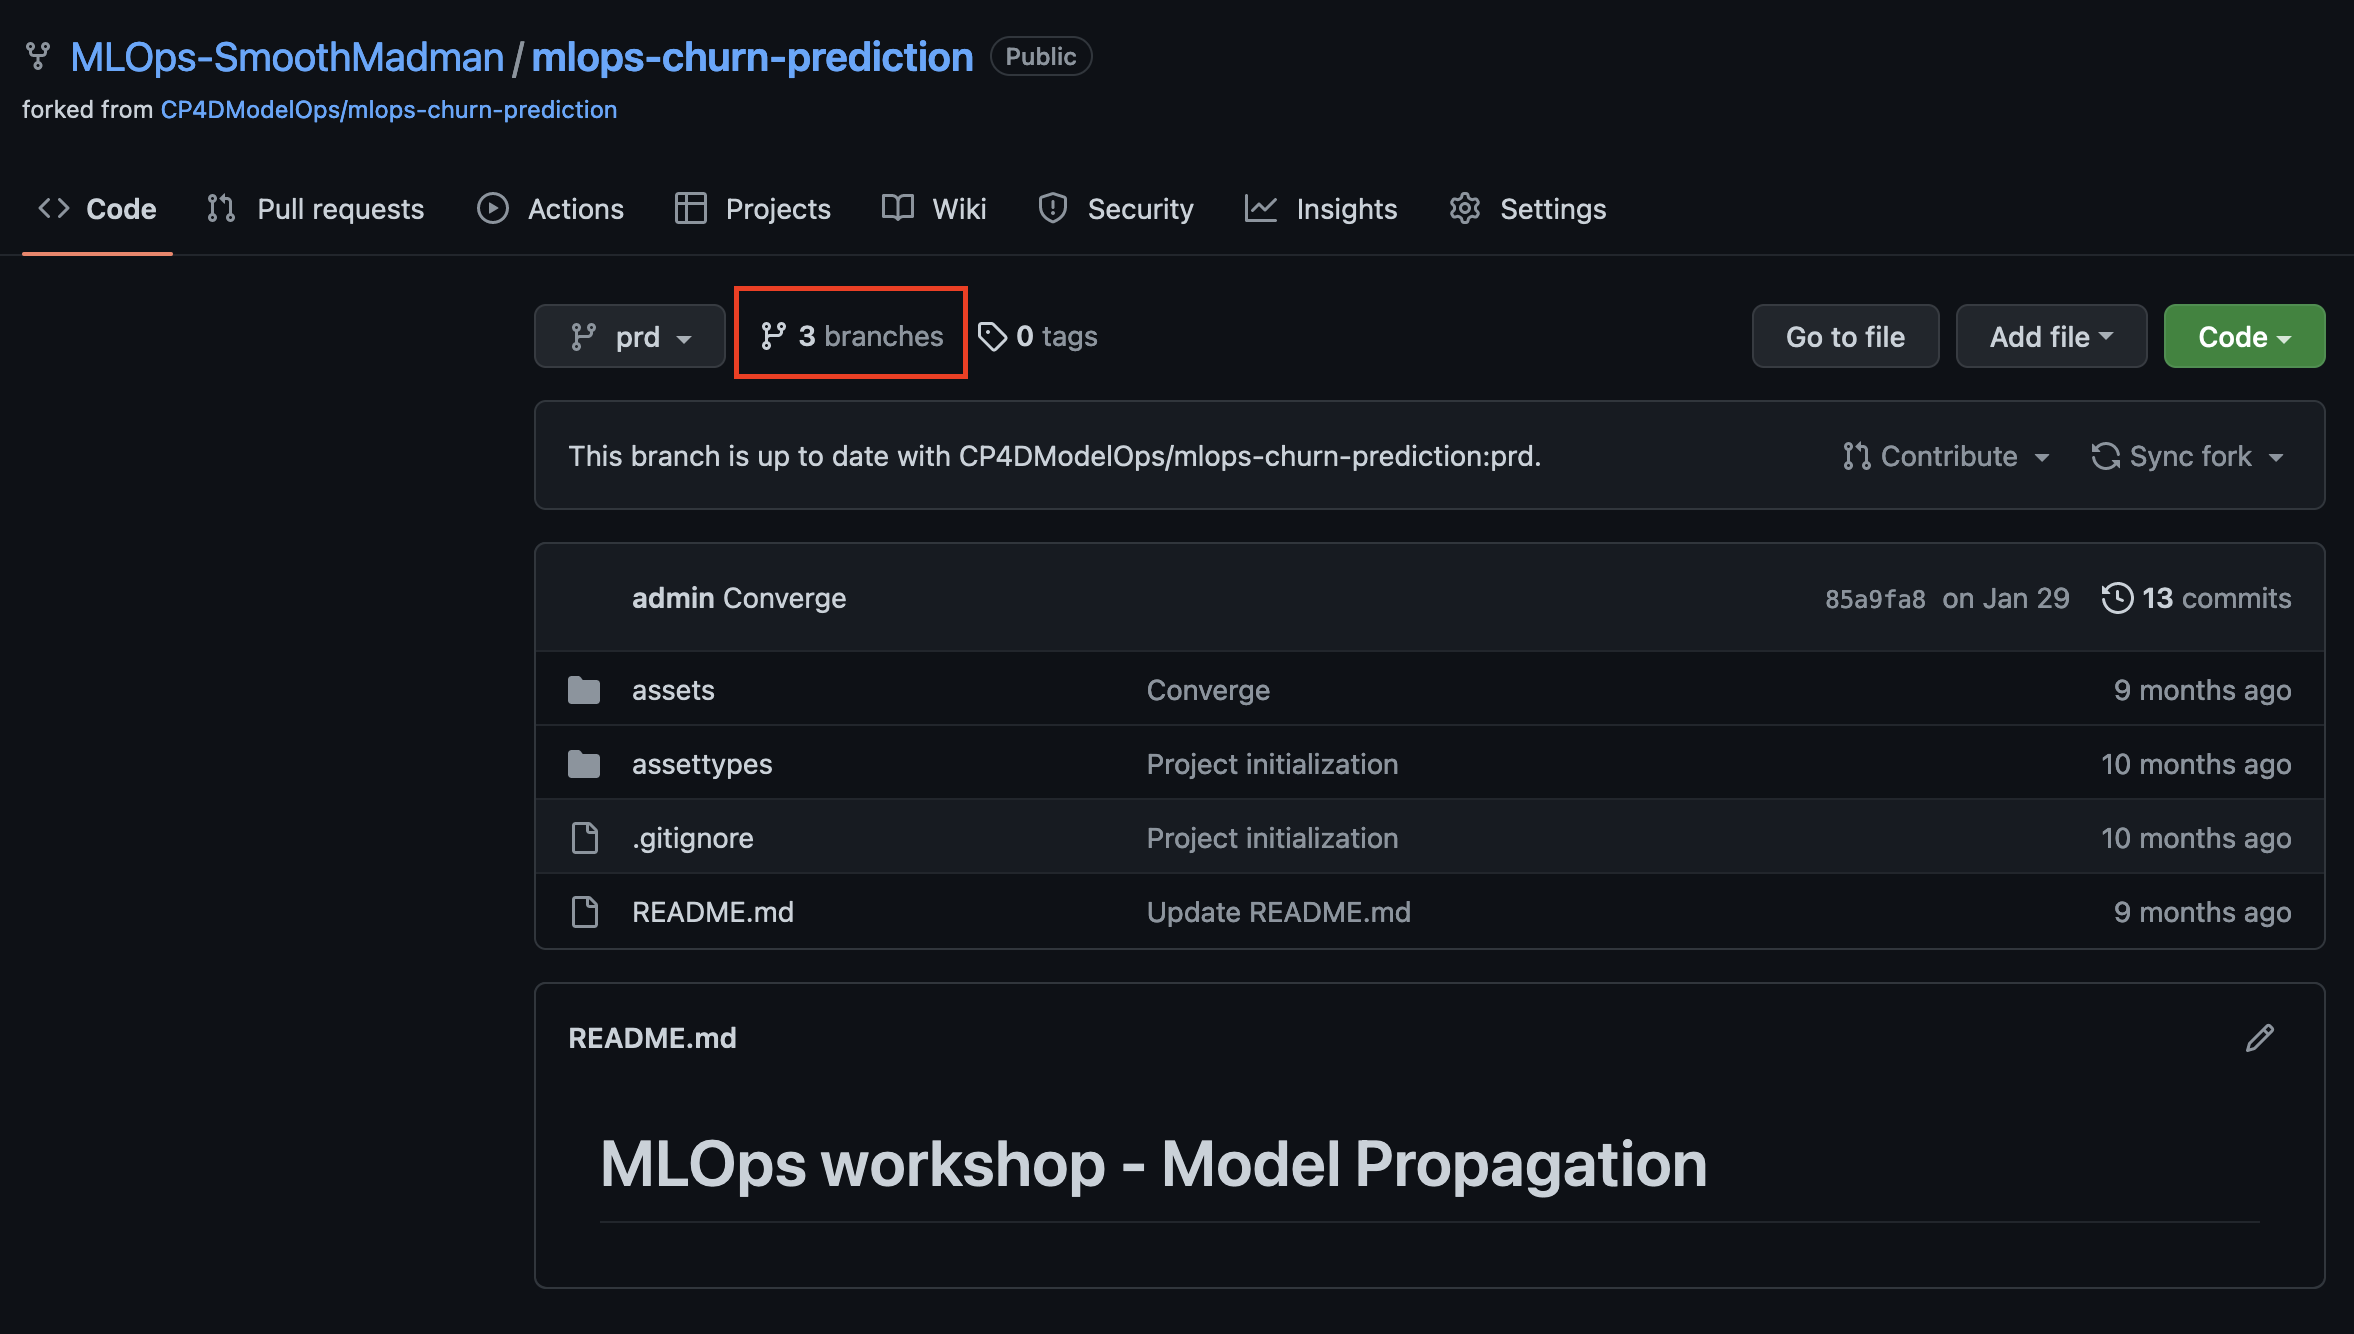 MLOps-SmoothMadman / mlops-churn-prediction Public
forked from CP4DModelOps/mlops-churn-prediction
Code Pull requests Actions Projects Wiki Security Insights Settings
prd 3 branches 0 tags Go to file Add file Code
This branch is up to date with CP4DModelOps/mlops-churn-prediction:prd. Contribute Sync fork
admin Converge 85a9fa8 on Jan 29 13 commits
assets Converge 9 months ago
assettypes Project initialization 10 months ago
.gitignore Project initialization 10 months ago
README.md Update README.md 9 months ago
README.md
MLOps workshop - Model Propagation